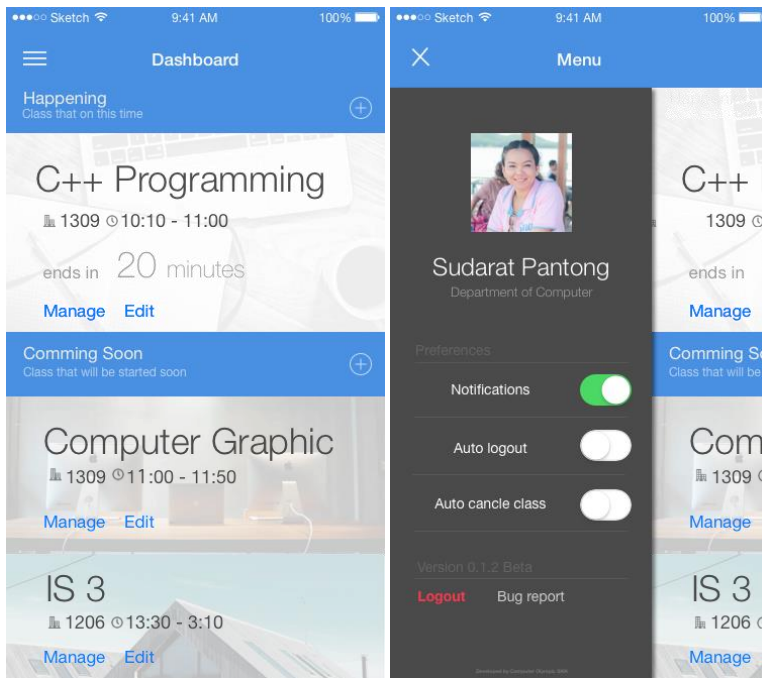 Sketch 9:41 AM 100%
Dashboard
Happening
Class that on this time
C++ Programming
1309 10:10 - 11:00
ends in 20 minutes
Manage Edit
Comming Soon
Class that will be started soon
Computer Graphic
1309 11:00 - 11:50
Manage Edit
IS 3
1206 13:30 - 3:10
Manage Edit
Sketch 9:41 AM 100%
Menu
Sudarat Pantong
Department of Computer
Preferences
Notifications
Auto logout
Auto cancle class
Version 0.1.2 Beta
Logout Bug report
C++
1309
ends in
Manage
Comming So
Class that will be
Com
1309
Manage
IS 3
1206
Manage